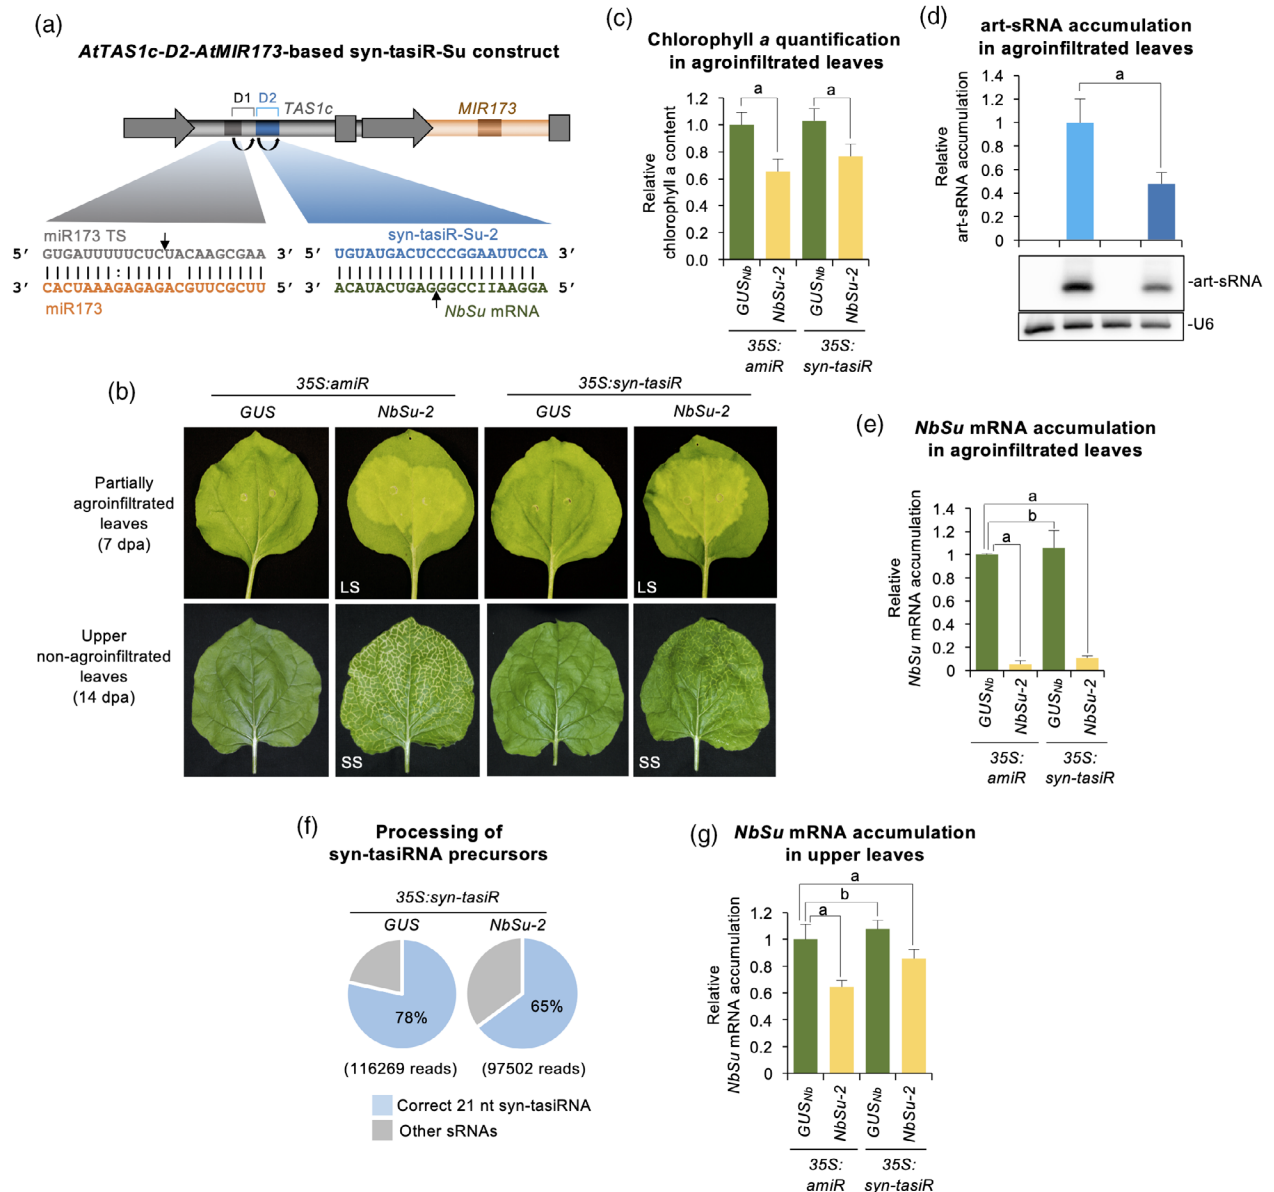 (a)
AtTAS1c-D2-AtMIR173-based syn-tasiR-Su construct
D1 D2
TAS1c
MIR173
miR173 TS
5′ GUGAUUUUUCUCUACAAGCGAA 3′
3′ CACUAAAGAGAGACGUUCGCUU 5′
miR173
syn-tasiR-Su-2
5′ UGUAUGACUCCCGGAAUUCCA 3′
3′ ACAUACUGAGGGCCIIAAGGA 5′
NbSu mRNA
(b)
35S:amiR
35S:syn-tasiR
GUS
NbSu-2
GUS
NbSu-2
Partially
agroinfiltrated
leaves
(7 dpa)
LS
LS
Upper
non-agroinfiltrated
leaves
(14 dpa)
SS
SS
(c)
Chlorophyll a quantification
in agroinfiltrated leaves
Relative
chlorophyll a content
1.2
1.0
0.8
0.6
0.4
0.2
0.0
a
a
GUSNb
NbSu-2
GUSNb
NbSu-2
35S:
amiR
35S:
syn-tasiR
(d)
art-sRNA accumulation
in agroinfiltrated leaves
Relative
art-sRNA accumulation
1.4
1.2
1
0.8
0.6
0.4
0.2
0
a
-art-sRNA
-U6
(e)
NbSu mRNA accumulation
in agroinfiltrated leaves
Relative
NbSu mRNA accumulation
1.4
1.2
1
0.8
0.6
0.4
0.2
0
a
b
a
GUSNb
NbSu-2
GUSNb
NbSu-2
35S:
amiR
35S:
syn-tasiR
(f)
Processing of
syn-tasiRNA precursors
35S:syn-tasiR
GUS
NbSu-2
78%
65%
(116269 reads)
(97502 reads)
Correct 21 nt syn-tasiRNA
Other sRNAs
(g)
NbSu mRNA accumulation
in upper leaves
Relative
NbSu mRNA accumulation
1.2
1
0.8
0.6
0.4
0.2
0
a
b
a
GUSNb
NbSu-2
GUSNb
NbSu-2
35S:
amiR
35S:
syn-tasiR